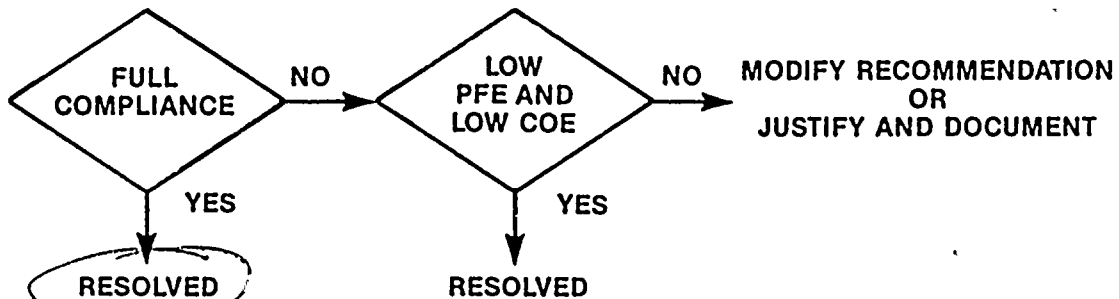 FULL
COMPLIANCE
NO
LOW
PFE AND
LOW COE
NO
MODIFY RECOMMENDATION
OR
JUSTIFY AND DOCUMENT
YES
YES
RESOLVED
RESOLVED